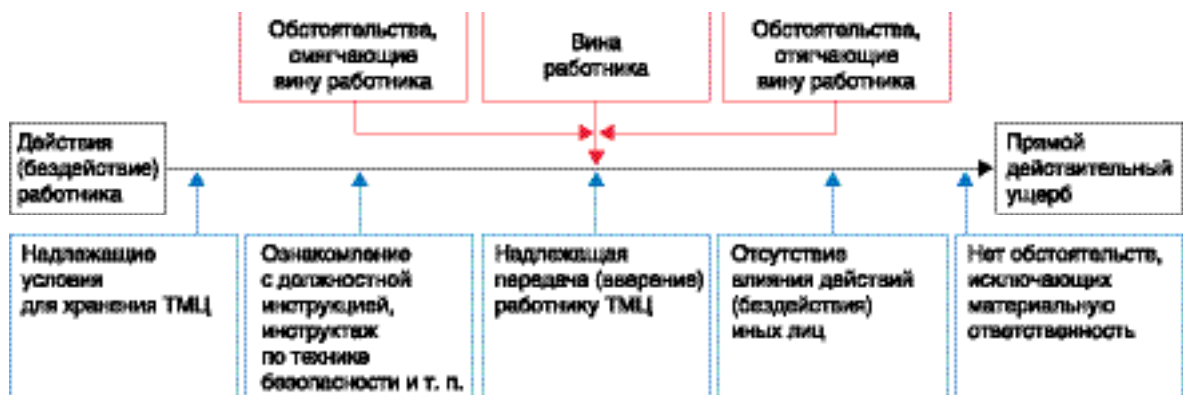 Обстоятельства,
смягчающие
вину работника
Вина
работника
Обстоятельства,
отягчающие
вину работника
Действия
(бездействие)
работника
Прямой
действительный
ущерб
Надлежащие
условия
для хранения ТМЦ
Ознакомление
с должностной
инструкцией,
инструктаж
по технике
безопасности и т. п.
Надлежащая
передача (вверение)
работнику ТМЦ
Отсутствие
влияния действий
(бездействия)
иных лиц
Нет обстоятельств,
исключающих
материальную
ответственность